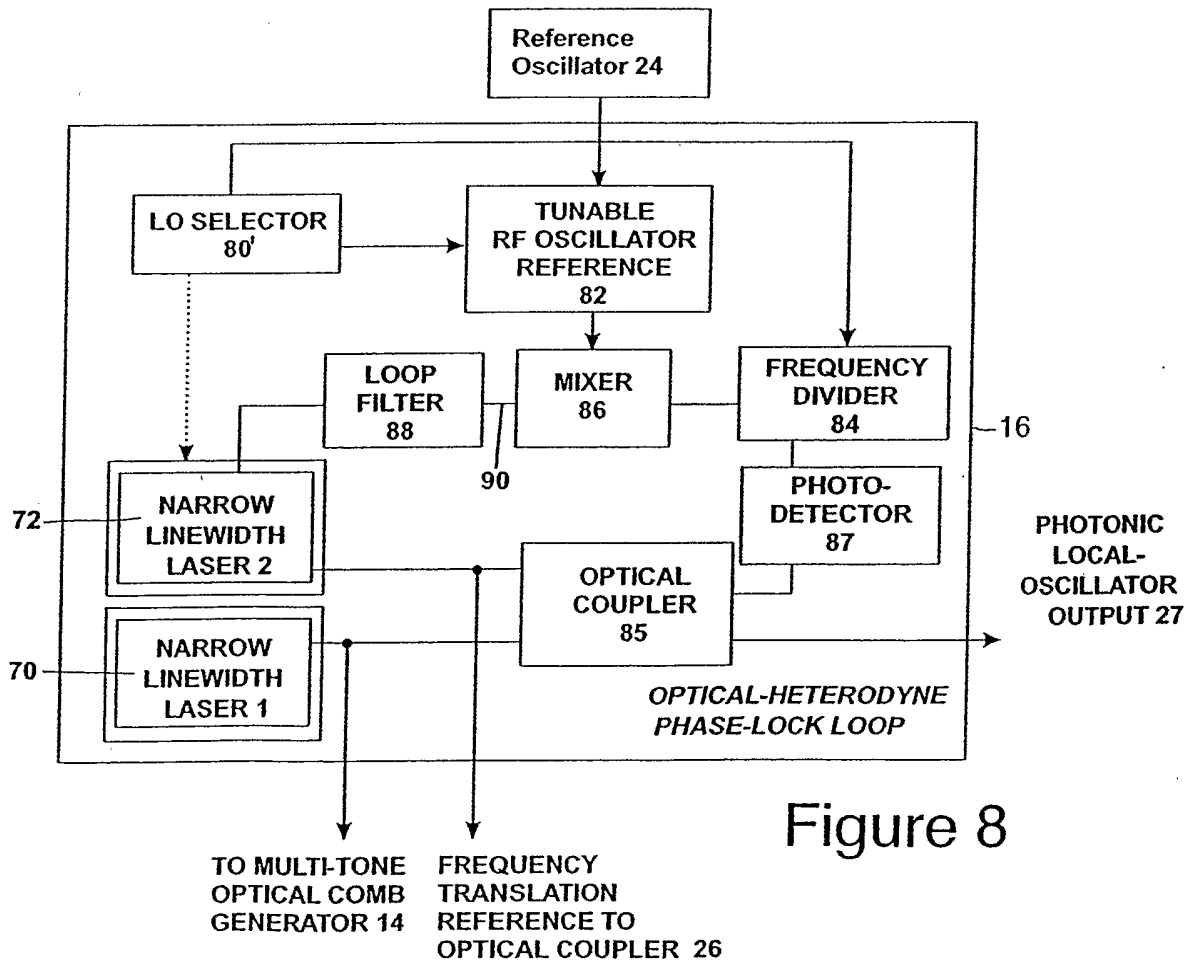 Reference
Oscillator 24
LO SELECTOR
80'
TUNABLE
RF OSCILLATOR
REFERENCE
82
LOOP
FILTER
88
MIXER
86
FREQUENCY
DIVIDER
84
16
90
PHOTO-
DETECTOR
87
72
NARROW
LINEWIDTH
LASER 2
OPTICAL
COUPLER
85
PHOTONIC
LOCAL-
OSCILLATOR
OUTPUT 27
70
NARROW
LINEWIDTH
LASER 1
OPTICAL-HETERODYNE
PHASE-LOCK LOOP
Figure 8
TO MULTI-TONE
OPTICAL COMB
GENERATOR 14
FREQUENCY
TRANSLATION
REFERENCE TO
OPTICAL COUPLER 26